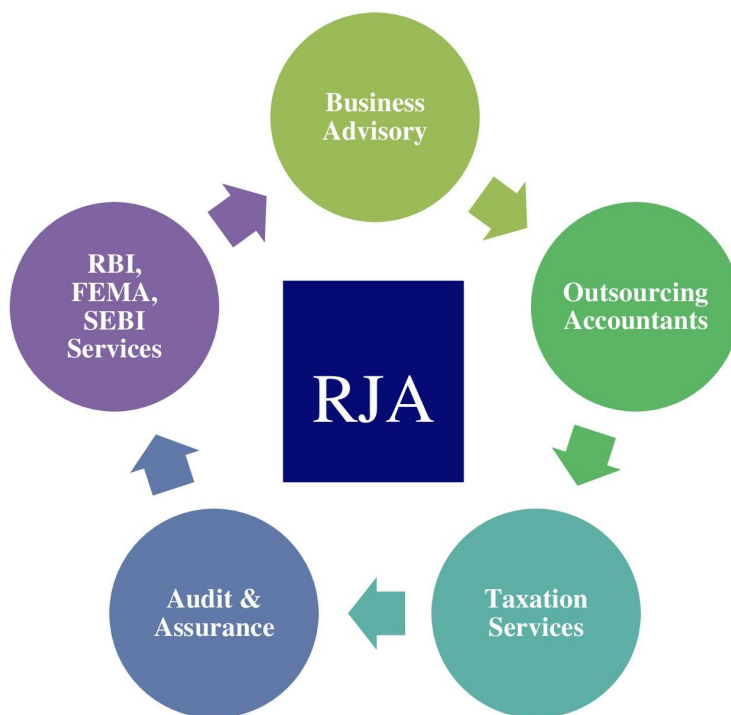 Business
Advisory
Outsourcing
Accountants
Taxation
Services
Audit &
Assurance
RBI,
FEMA,
SEBI
Services
RJA